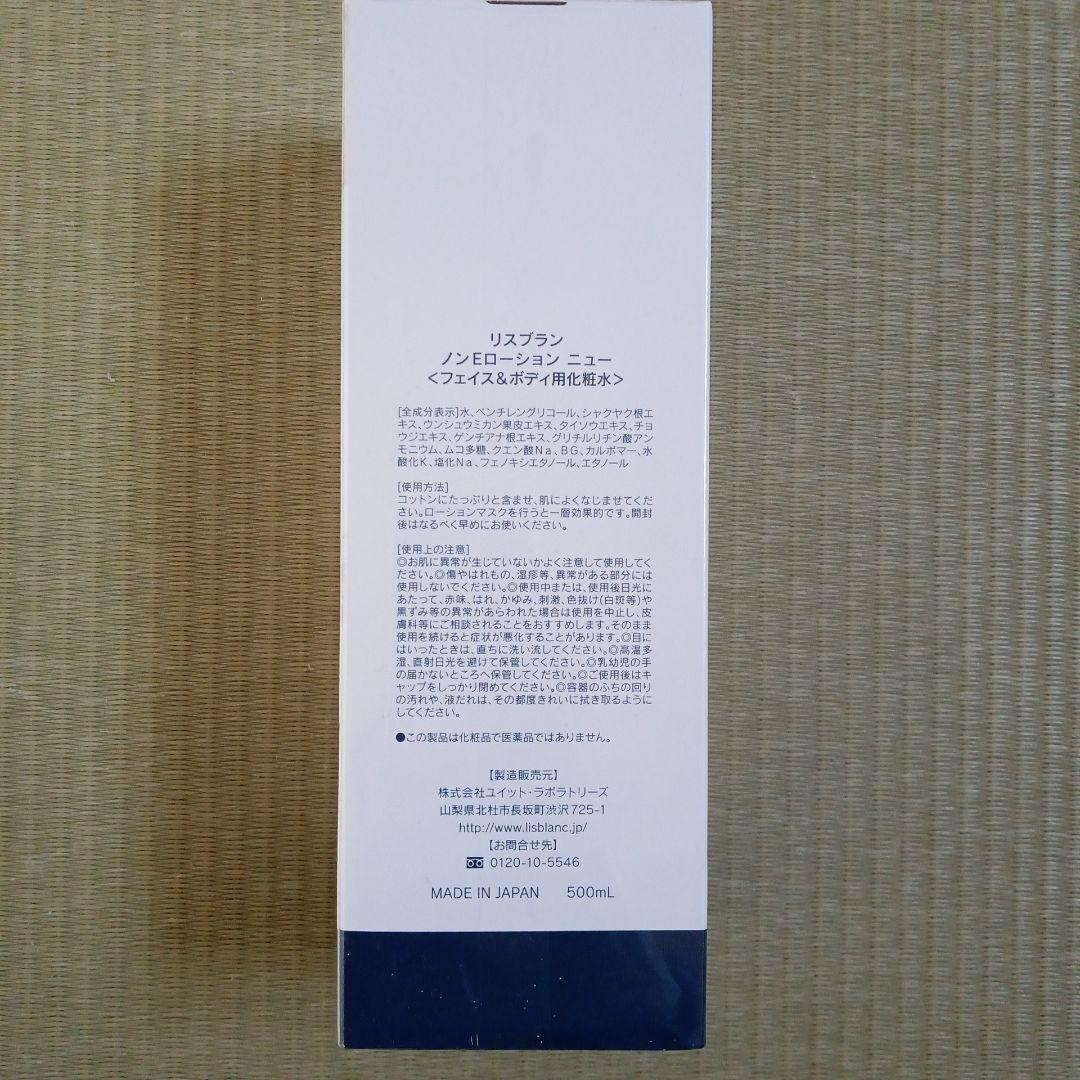 リスブラン
ノンEローション ニュー
<フェイス&ボディ用化粧水>
[全成分表示]水、ペンチレングリコール、シャクヤク根エ
キス、ウンシュウミカン果皮エキス、タイソウエキス、チョ
ウジエキス、ゲンチアナ根エキス、グリチルリチン酸アン
モニウム、ムコ多糖、クエン酸Na、BG、カルボマー、水
酸化K、塩化Na、フェノキシエタノール、エタノール
[使用方法]
コットンにたっぷりと含ませ、肌によくなじませてくだ
さい。ローションマスクを行うと一層効果的です。開封
後はなるべく早めにお使いください。
[使用上の注意]
◎お肌に異常が生じていないかよく注意して使用してく
ださい。◎傷やはれもの、湿疹等、異常がある部分には
使用しないでください。◎使用中または、使用後日光に
あたって、赤味、はれ、かゆみ、刺激、色抜け(白斑等)や
黒ずみ等の異常があらわれた場合は使用を中止し、皮
膚科等にご相談されることをおすすめします。そのまま
使用を続けると症状が悪化することがあります。◎目に
はいったときは、直ちに洗い流してください。◎高温多
湿、直射日光を避けて保管してください。◎乳幼児の手
の届かないところへ保管してください。◎ご使用後はキ
ャップをしっかり閉めてください。◎容器のふちの回り
の汚れや、液だれは、その都度きれいに拭き取るように
してください。
●この製品は化粧品で医薬品ではありません。
【製造販売元】
株式会社ユイット・ラボラトリーズ
山梨県北杜市長坂町渋沢725-1
http://www.lisblanc.jp/
【お問合せ先】
0120-10-5546
MADE IN JAPAN 500mL